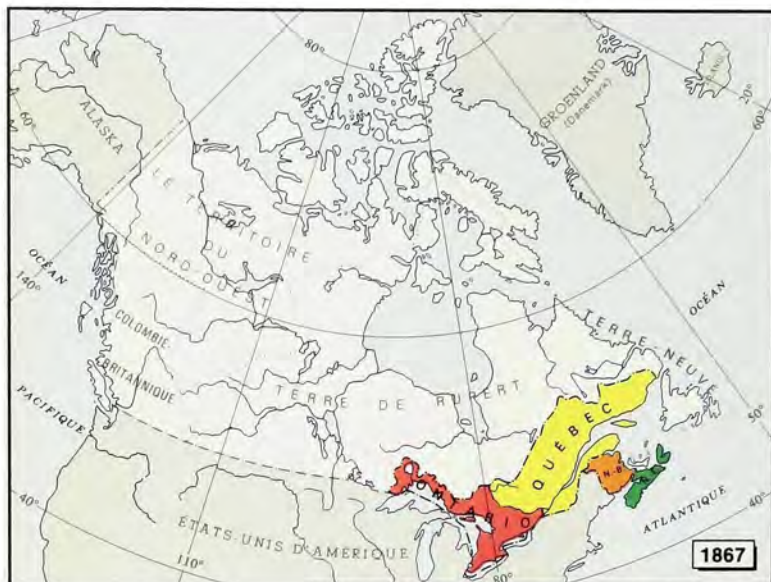 80°
20°
60°
GROENLAND
(Danemark)
ALASKA
60°
LE TERRITOIRE
DU
NORD-OUEST
OCÉAN
140°
OCÉAN
COLOMBIE-
BRITANNIQUE
TERRE-NEUVE
TERRE DE RUPERT
PACIFIQUE
QUÉBEC
50°
N.-B.
ONTARIO
ATLANTIQUE
40°
40°
ÉTATS-UNIS D'AMÉRIQUE
110°
80°
1867